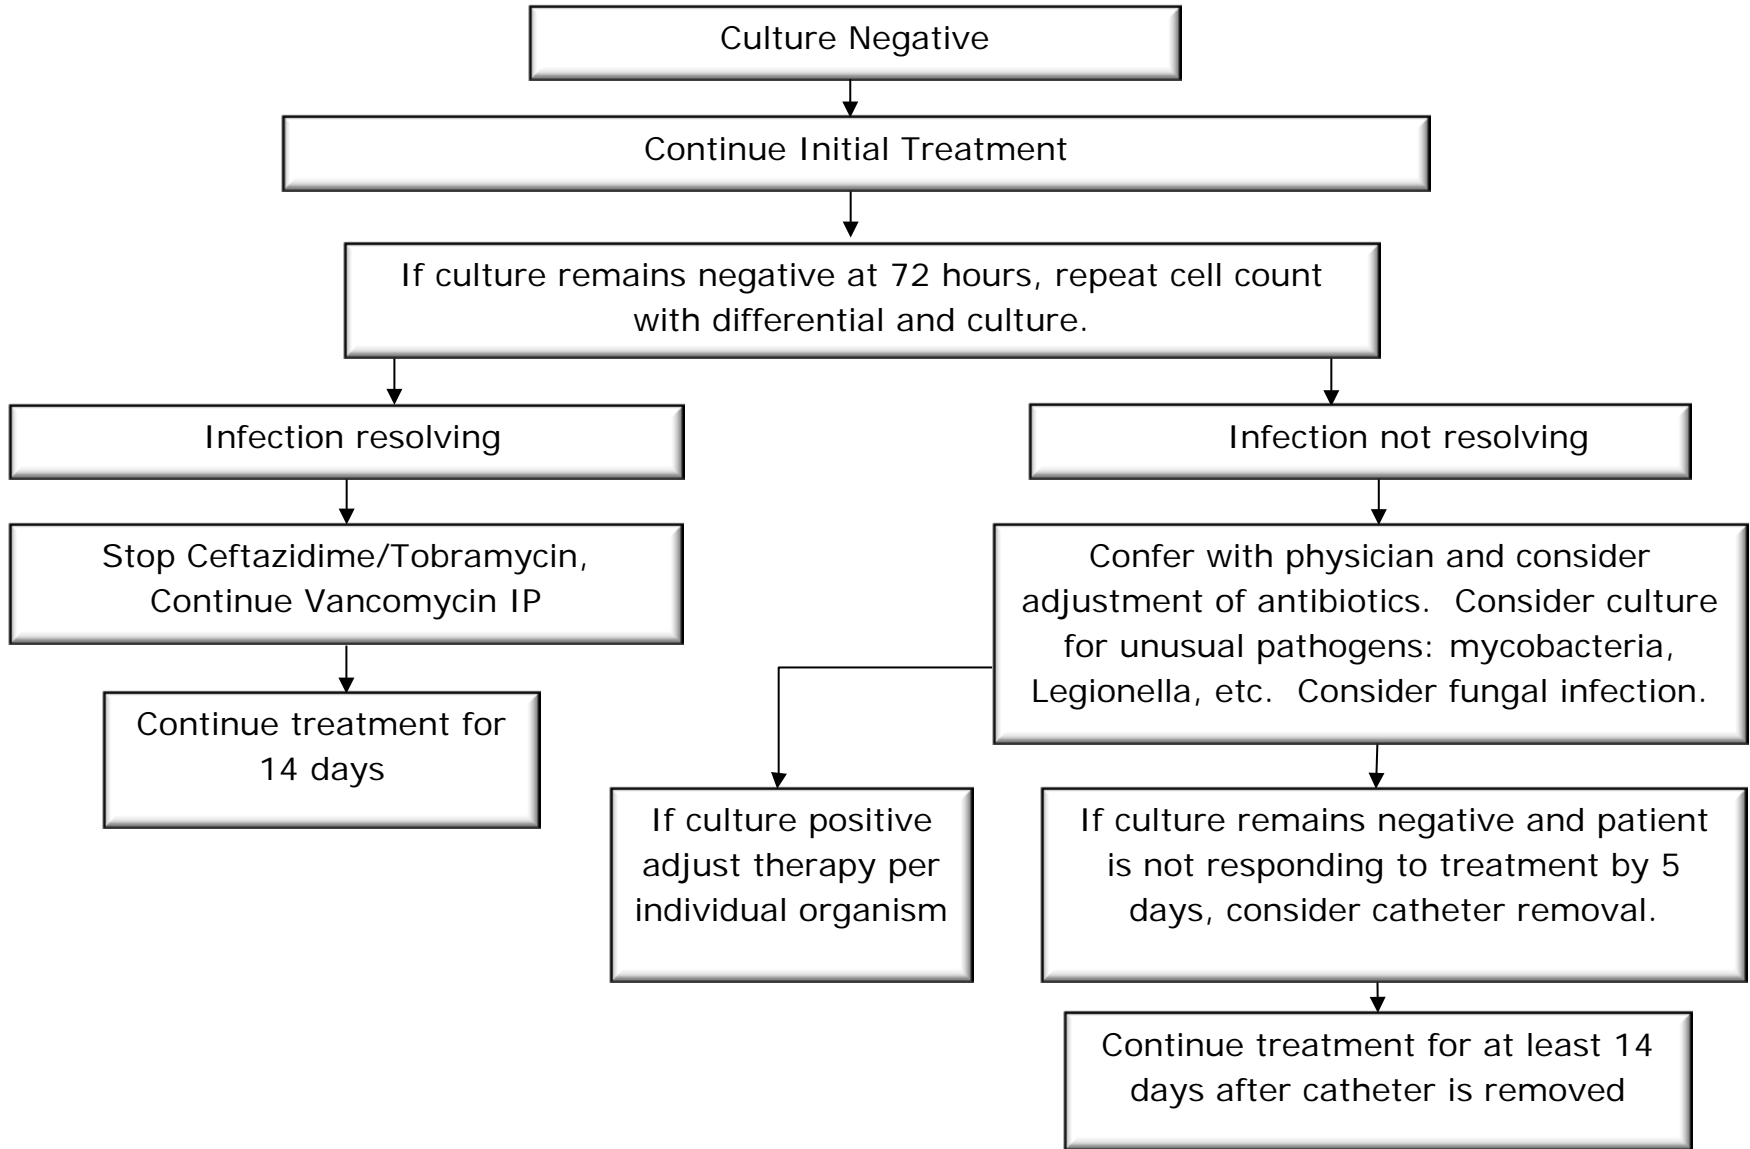 Culture Negative
Continue Initial Treatment
If culture remains negative at 72 hours, repeat cell count
with differential and culture.
Infection resolving
Infection not resolving
Stop Ceftazidime/Tobramycin,
Continue Vancomycin IP
Confer with physician and consider
adjustment of antibiotics.  Consider culture
for unusual pathogens: mycobacteria,
Legionella, etc.  Consider fungal infection.
Continue treatment for
14 days
If culture positive
adjust therapy per
individual organism
If culture remains negative and patient
is not responding to treatment by 5
days, consider catheter removal.
Continue treatment for at least 14
days after catheter is removed